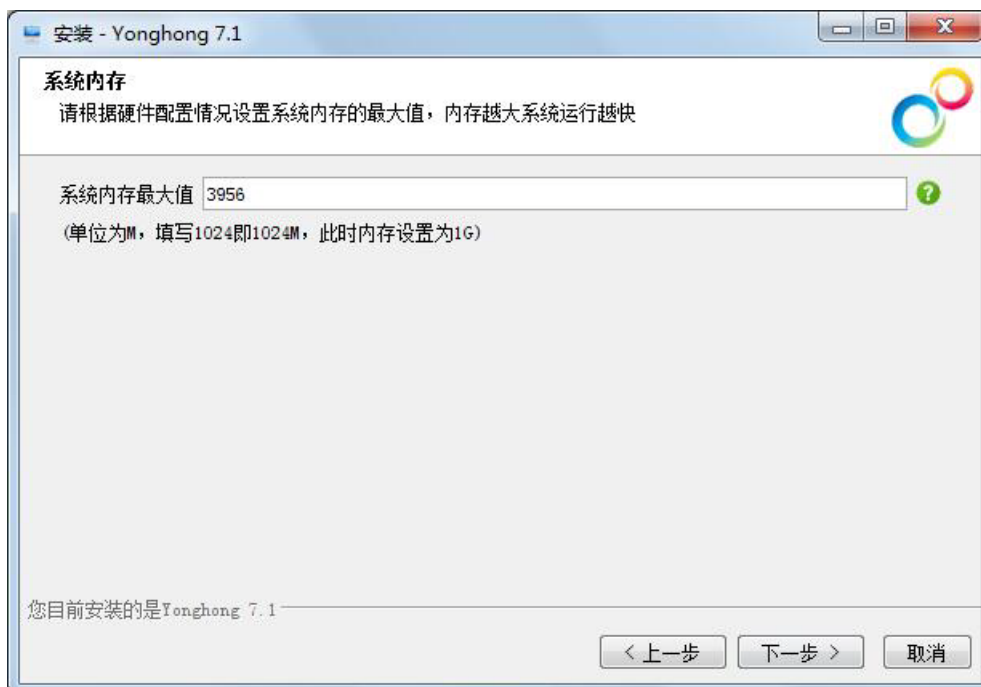 安装 - Yonghong 7.1
系统内存
请根据硬件配置情况设置系统内存的最大值，内存越大系统运行越快
系统内存最大值 3956 ?
(单位为M，填写1024即1024M，此时内存设置为1G)
您目前安装的是Yonghong 7.1
< 上一步 下一步 > 取消